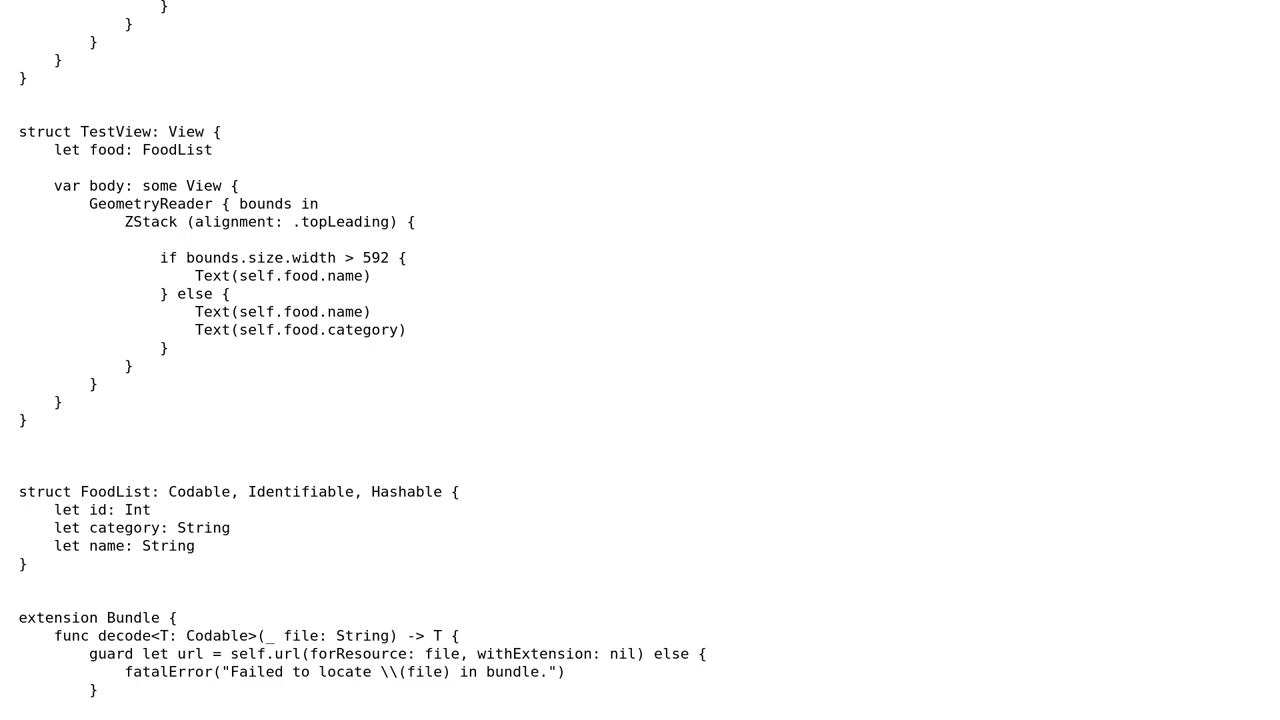 }
            }
        }
    }
}
struct TestView: View {
    let food: FoodList
    var body: some View {
        GeometryReader { bounds in
            ZStack (alignment: .topLeading) {
                if bounds.size.width > 592 {
                    Text(self.food.name)
                } else {
                    Text(self.food.name)
                    Text(self.food.category)
                }
            }
        }
    }
}
struct FoodList: Codable, Identifiable, Hashable {
    let id: Int
    let category: String
    let name: String
}
extension Bundle {
    func decode<T: Codable>(_ file: String) -> T {
        guard let url = self.url(forResource: file, withExtension: nil) else {
            fatalError("Failed to locate \\(file) in bundle.")
        }